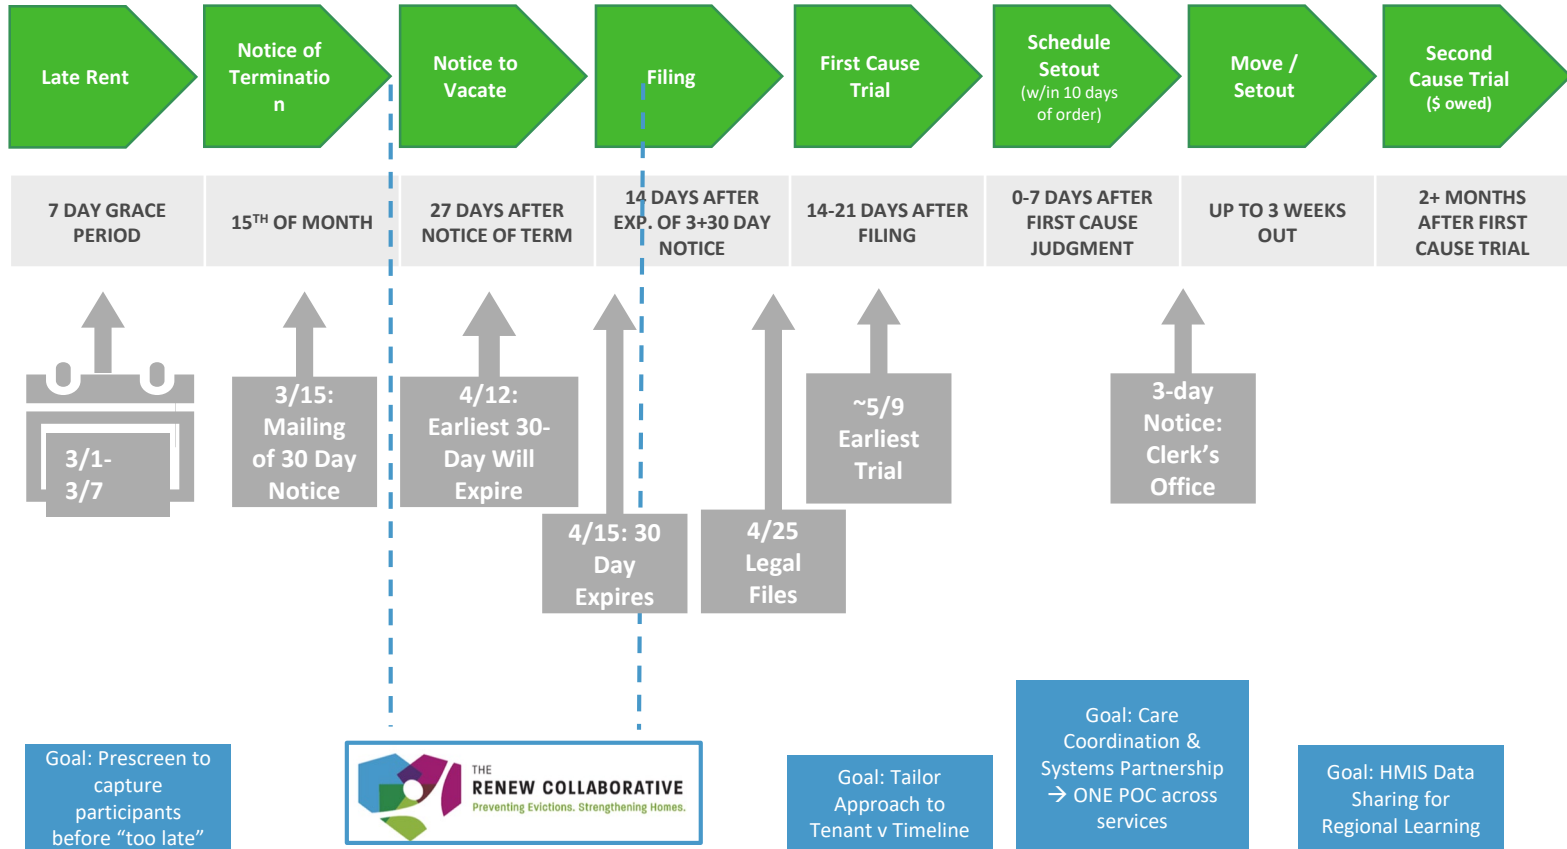 Late Rent
Notice of
Terminatio
n
Notice to
Vacate
Filing
First Cause
Trial
Schedule
Setout
(w/in 10 days
of order)
Move /
Setout
Second
Cause Trial
($ owed)
7 DAY GRACE
PERIOD
15TH OF MONTH
27 DAYS AFTER
NOTICE OF TERM
14 DAYS AFTER
EXP. OF 3+30 DAY
NOTICE
14-21 DAYS AFTER
FILING
0-7 DAYS AFTER
FIRST CAUSE
JUDGMENT
UP TO 3 WEEKS
OUT
2+ MONTHS
AFTER FIRST
CAUSE TRIAL
3/1-
3/7
3/15:
Mailing
of 30 Day
Notice
4/12:
Earliest 30-
Day Will
Expire
4/15: 30
Day
Expires
4/25
Legal
Files
~5/9
Earliest
Trial
3-day
Notice:
Clerk's
Office
Goal: Prescreen to
capture
participants
before “too late”
THE
RENEW COLLABORATIVE
Preventing Evictions. Strengthening Homes.
Goal: Tailor
Approach to
Tenant v Timeline
Goal: Care
Coordination &
Systems Partnership
→ ONE POC across
services
Goal: HMIS Data
Sharing for
Regional Learning